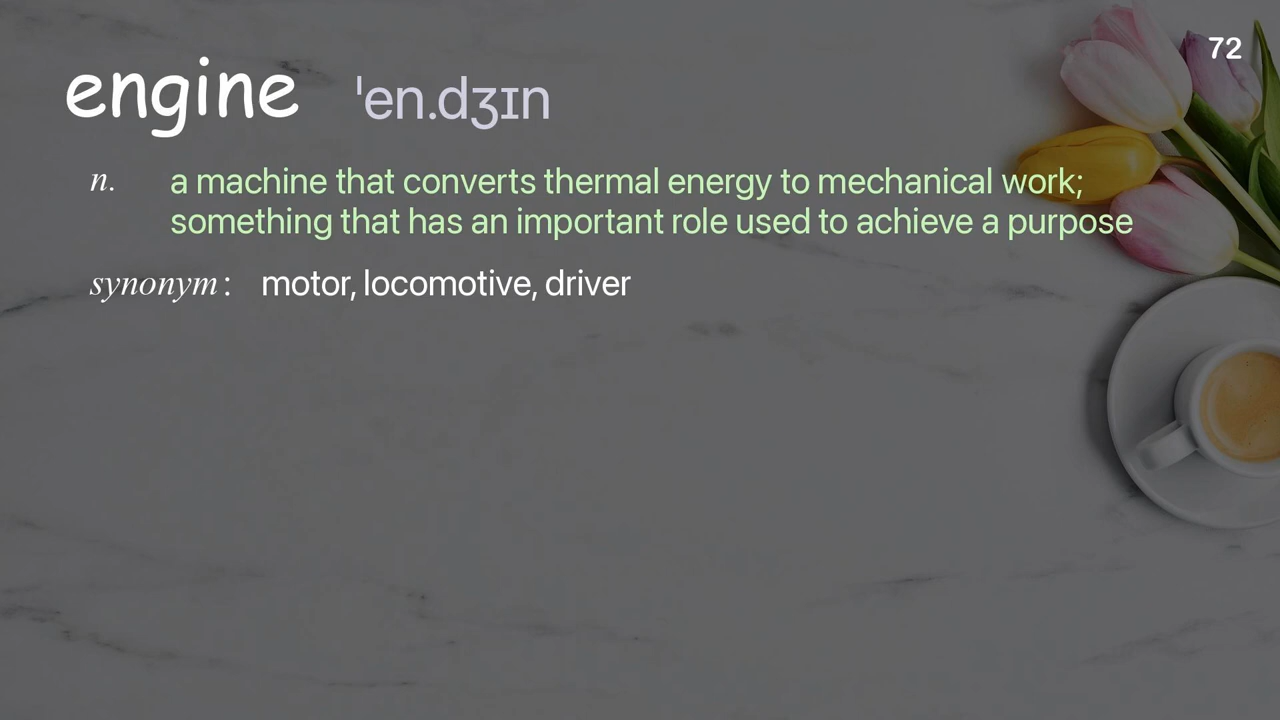 72
engine ˈen.dʒɪn
n. a machine that converts thermal energy to mechanical work;
something that has an important role used to achieve a purpose
synonym: motor, locomotive, driver